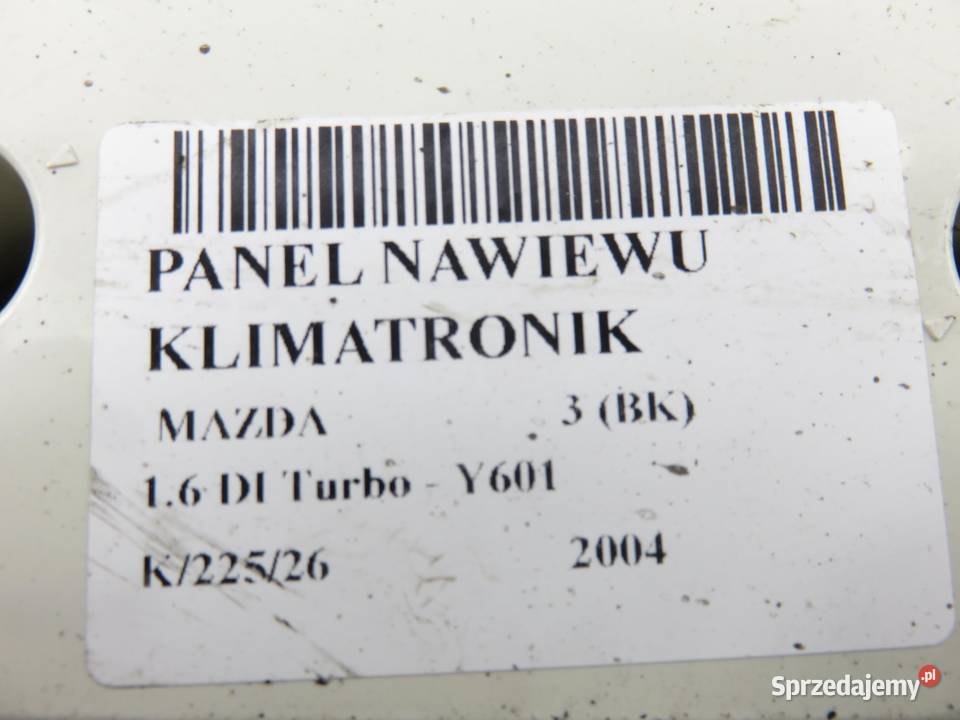 PANEL NAWIEWU
KLIMATRONIK
MAZDA 3 (BK)
1.6 DI Turbo - Y601
K/225/26 2004
Sprzedajemy.pl